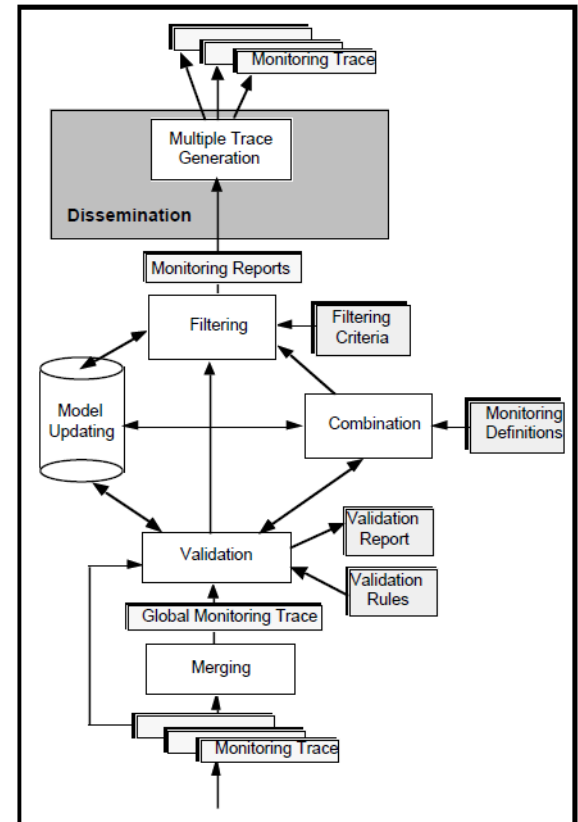 Monitoring Trace
Multiple Trace
Generation
Dissemination
Monitoring Reports
Filtering
Filtering
Criteria
Model
Updating
Combination
Monitoring
Definitions
Validation
Report
Validation
Validation
Rules
Global Monitoring Trace
Merging
Monitoring Trace